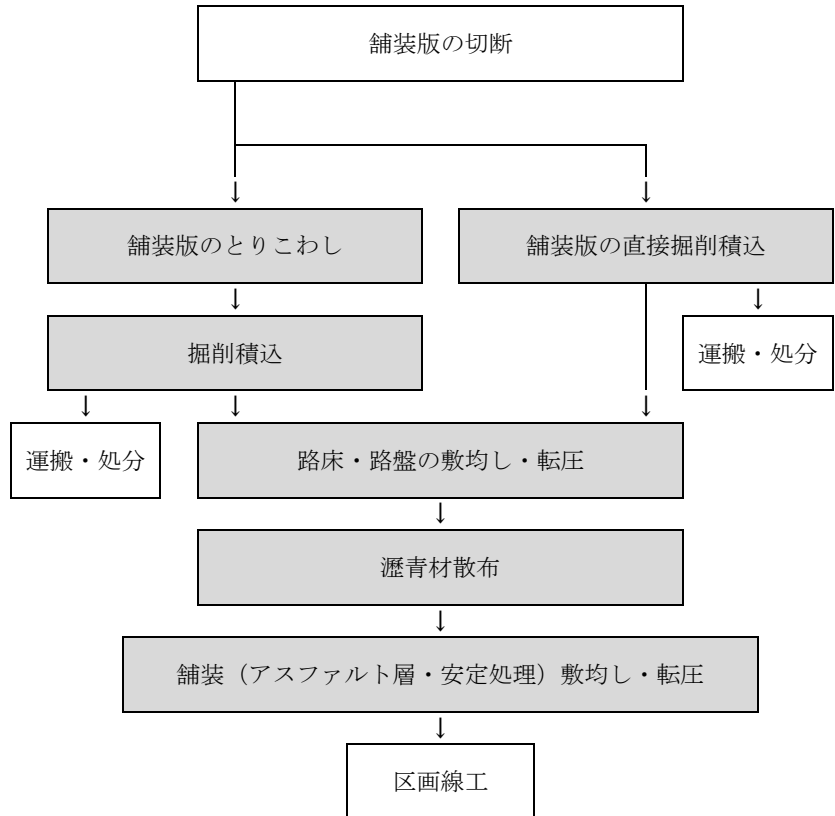 舗装版の切断
舗装版のとりこわし
舗装版の直接掘削積込
掘削積込
運搬・処分
運搬・処分
路床・路盤の敷均し・転圧
瀝青材散布
舗装（アスファルト層・安定処理）敷均し・転圧
区画線工